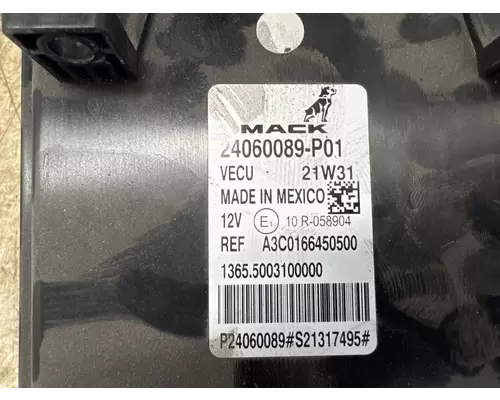 MACK
24060089-P01
VECU 21W31
MADE IN MEXICO
12V E1 10 R-058904
REF A3C0166450500
1365.5003100000
P24060089#S21317495#